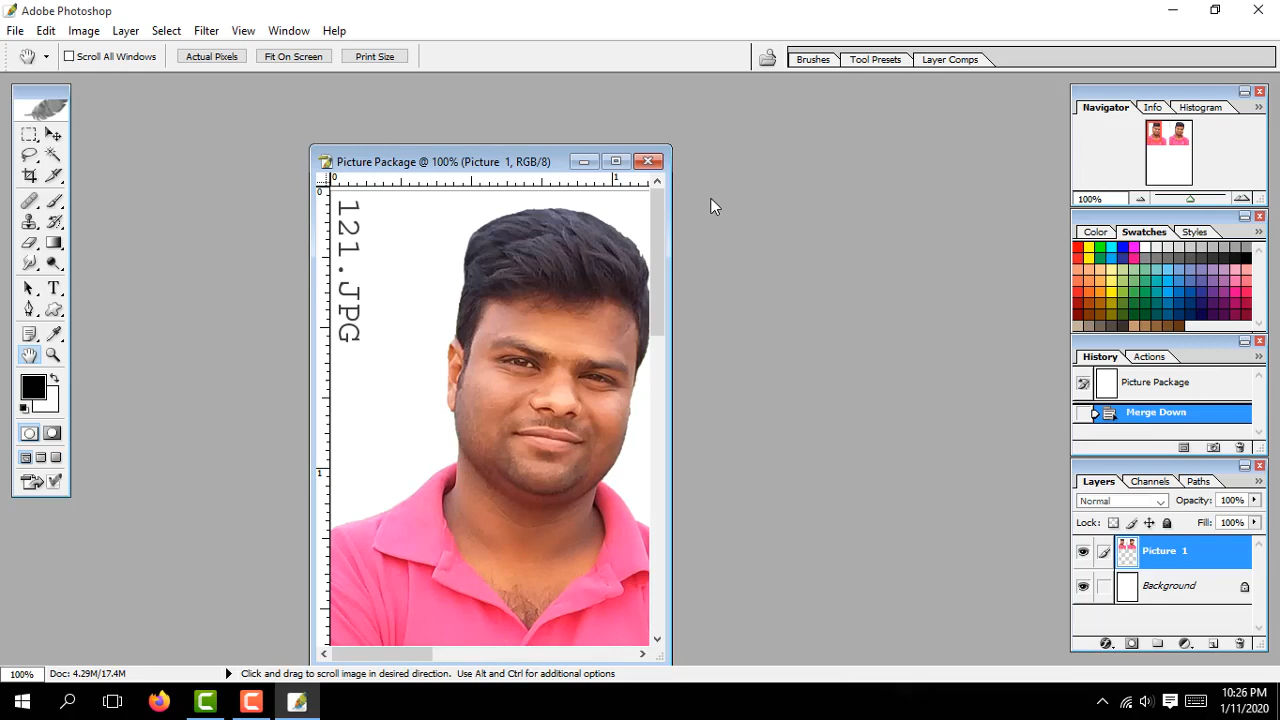 Adobe Photoshop
File Edit Image Layer Select Filter View Window Help
Scroll All Windows Actual Pixels Fit On Screen Print Size Brushes Tool Presets Layer Comps
Navigator Info Histogram
100%
Color Swatches Styles
History Actions
Picture Package
Merge Down
Layers Channels Paths
Normal Opacity: 100%
Lock: Fill: 100%
Picture 1
Background
Picture Package @ 100% (Picture 1, RGB/8)
0 1
0
1
121.JPG
100% Doc: 4.29M/17.4M Click and drag to scroll image in desired direction. Use Alt and Ctrl for additional options
10:26 PM
1/11/2020